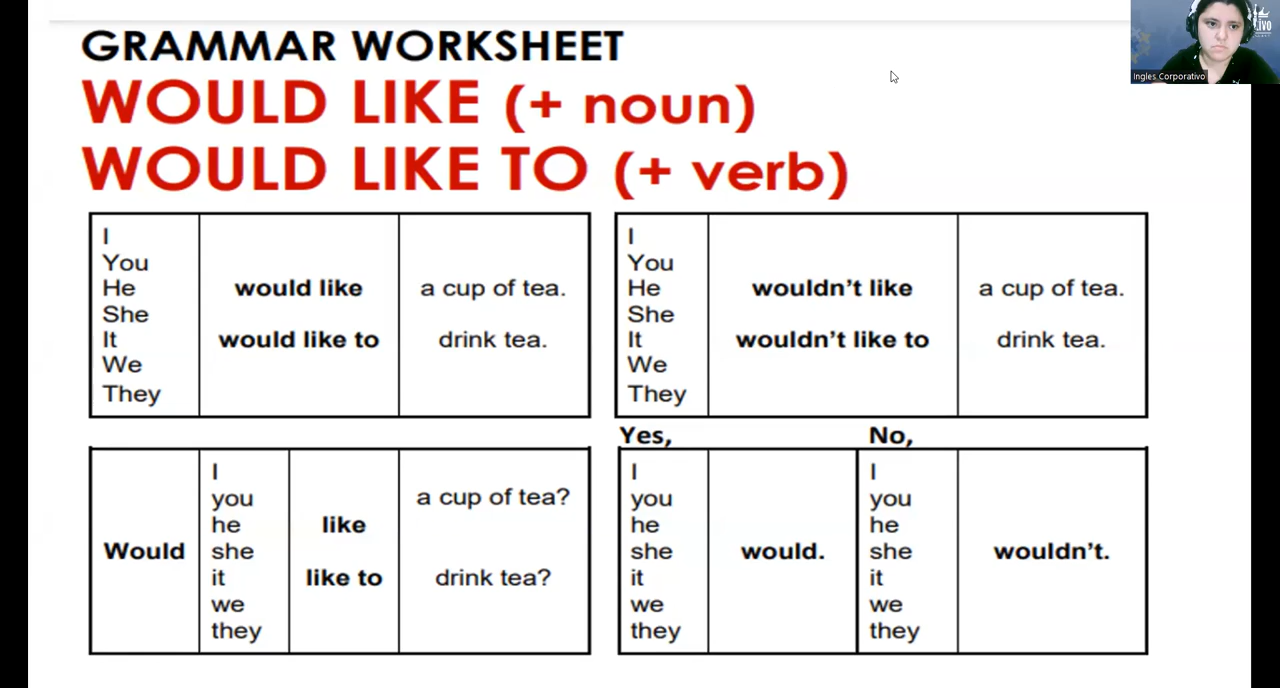 GRAMMAR WORKSHEET
WOULD LIKE (+ noun)
WOULD LIKE TO (+ verb)
Ingles Corporativo
I
You
He
She
It
We
They
would like
would like to
a cup of tea.
drink tea.
I
You
He
She
It
We
They
wouldn't like
wouldn't like to
a cup of tea.
drink tea.
Would
I
you
he
she
it
we
they
like
like to
a cup of tea?
drink tea?
Yes,
I
you
he
she
it
we
they
would.
No,
I
you
he
she
it
we
they
wouldn't.